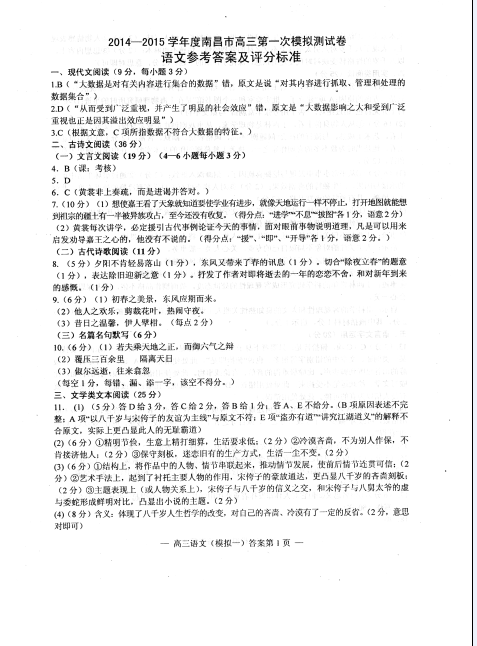 2014—2015 学年度南昌市高三第一次模拟测试卷
语文参考答案及评分标准
一、现代文阅读（9分，每小题3分）
1.B（“大数据是对有关内容进行集合的数据”错，原文是说“对其内容进行抓取、管理和处理的
数据集合”）
2.D（“从而受到广泛重视，并产生了明显的社会效应”错，原文是“大数据影响之大和受到广泛
重视也正是因其溢出效应明显”）
3.C（根据文意，C项所指数据不符合大数据的特征。）
二、古诗文阅读（36分）
（一）文言文阅读（19分）（4—6小题每小题3分）
4．B（课：考核）
5．D
6．C（黄裳非上奏疏，而是进谒并答对。）
7.（10分）（1）想使嘉王看了天象就知道要使学业有进步，就像天地运行一样不停止，打开地图就能想
到祖宗的疆土有一半被异族攻占，至今还没有收复。（得分点：“进学”“不息”“披图”各1分，语意2分）
（2）黄裳每次讲学，必定援引古代事例论证今天的事情，面对眼前事物说明道理，凡是可以用来
启发劝导嘉王之心的，他没有不说的。（得分点：“援”、“即”、“开导”各1分，语意2分。）
（二）古代诗歌阅读（11分）
8.（5分）夕阳不肯轻易落山（1分），东风又带来了春的讯息（1分）。切合“除夜立春”的题意
（1分），表达除旧迎新之意（1分）。抒发了作者对即将逝去的一年的恋恋不舍，和对新年到来
的感慨。（1分）
9.（6分）（1）初春之美景，东风应期而来。
（2）他人之欢乐，剪裁花叶，热闹守夜。
（3）昔日之温馨，伊人擘柑。（每点2分）
（三）名篇名句默写（6分）
10.（6分）（1）若夫乘天地之正，而御六气之辩
（2）覆压三百余里　　隔离天日
（3）俶尔远逝，往来翕忽
（每空1分，每错、漏、添一字，该空不得分。）
三、文学类文本阅读（25分）
11.（1）(5分）答D给3分，答C给2分，答B给1分；答A、E不给分。（B项原因表述不完
整；A项“以八千岁与宋侉子的友谊为主线”与原文不符；E项“盗亦有道”“讲究江湖道义”的解释不
合原文，实际上更凸显此人的无耻霸道）
(2)（6分）①精明节俭，生意上精打细算，生活要求低；（2分）②冷漠吝啬，不为别人作保，不
肯接济他人；（2分）③保守刻板，迷恋旧有的生产方式，生活一尘不变。（2分）
(3)（6分）①结构上，将作品中的人物、情节串联起来，推动情节发展，使前后情节连贯可信；（2
分）②艺术手法上，起到了衬托主要人物的作用，宋侉子的豪放通达，更凸显八千岁的吝啬刻板；
（2分）③主题表现上（或人物关系上），宋侉子与八千岁的信义之交，和宋侉子与八舅太爷的虚
与委蛇形成鲜明对比，凸显出小说的主题。（2分）
(4)（8分）含义：体现了八千岁人生哲学的改变，对自己的吝啬、冷漠有了一定的反省。（2分，意思
对即可）
— 高三语文（模拟一）答案第1页 —